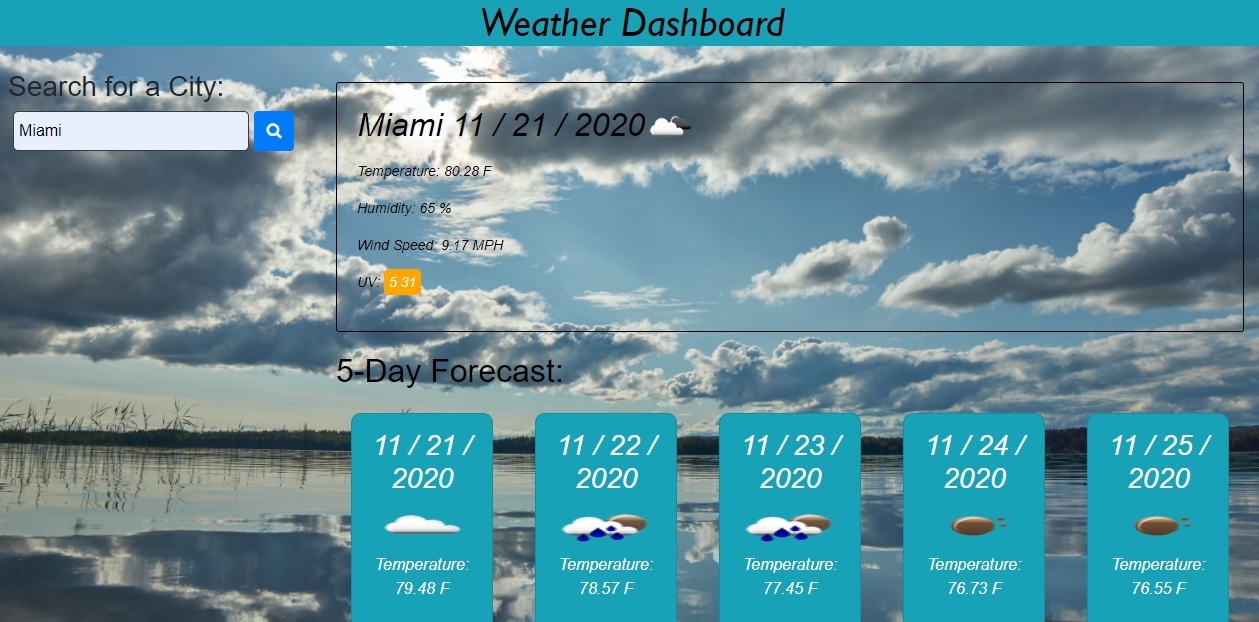 Weather Dashboard
Search for a City:
Miami
Miami 11 / 21 / 2020
Temperature: 80.28 F
Humidity: 65 %
Wind Speed: 9.17 MPH
UV: 5.31
5-Day Forecast:
11 / 21 /
2020
Temperature:
79.48 F
11 / 22 /
2020
Temperature:
78.57 F
11 / 23 /
2020
Temperature:
77.45 F
11 / 24 /
2020
Temperature:
76.73 F
11 / 25 /
2020
Temperature:
76.55 F